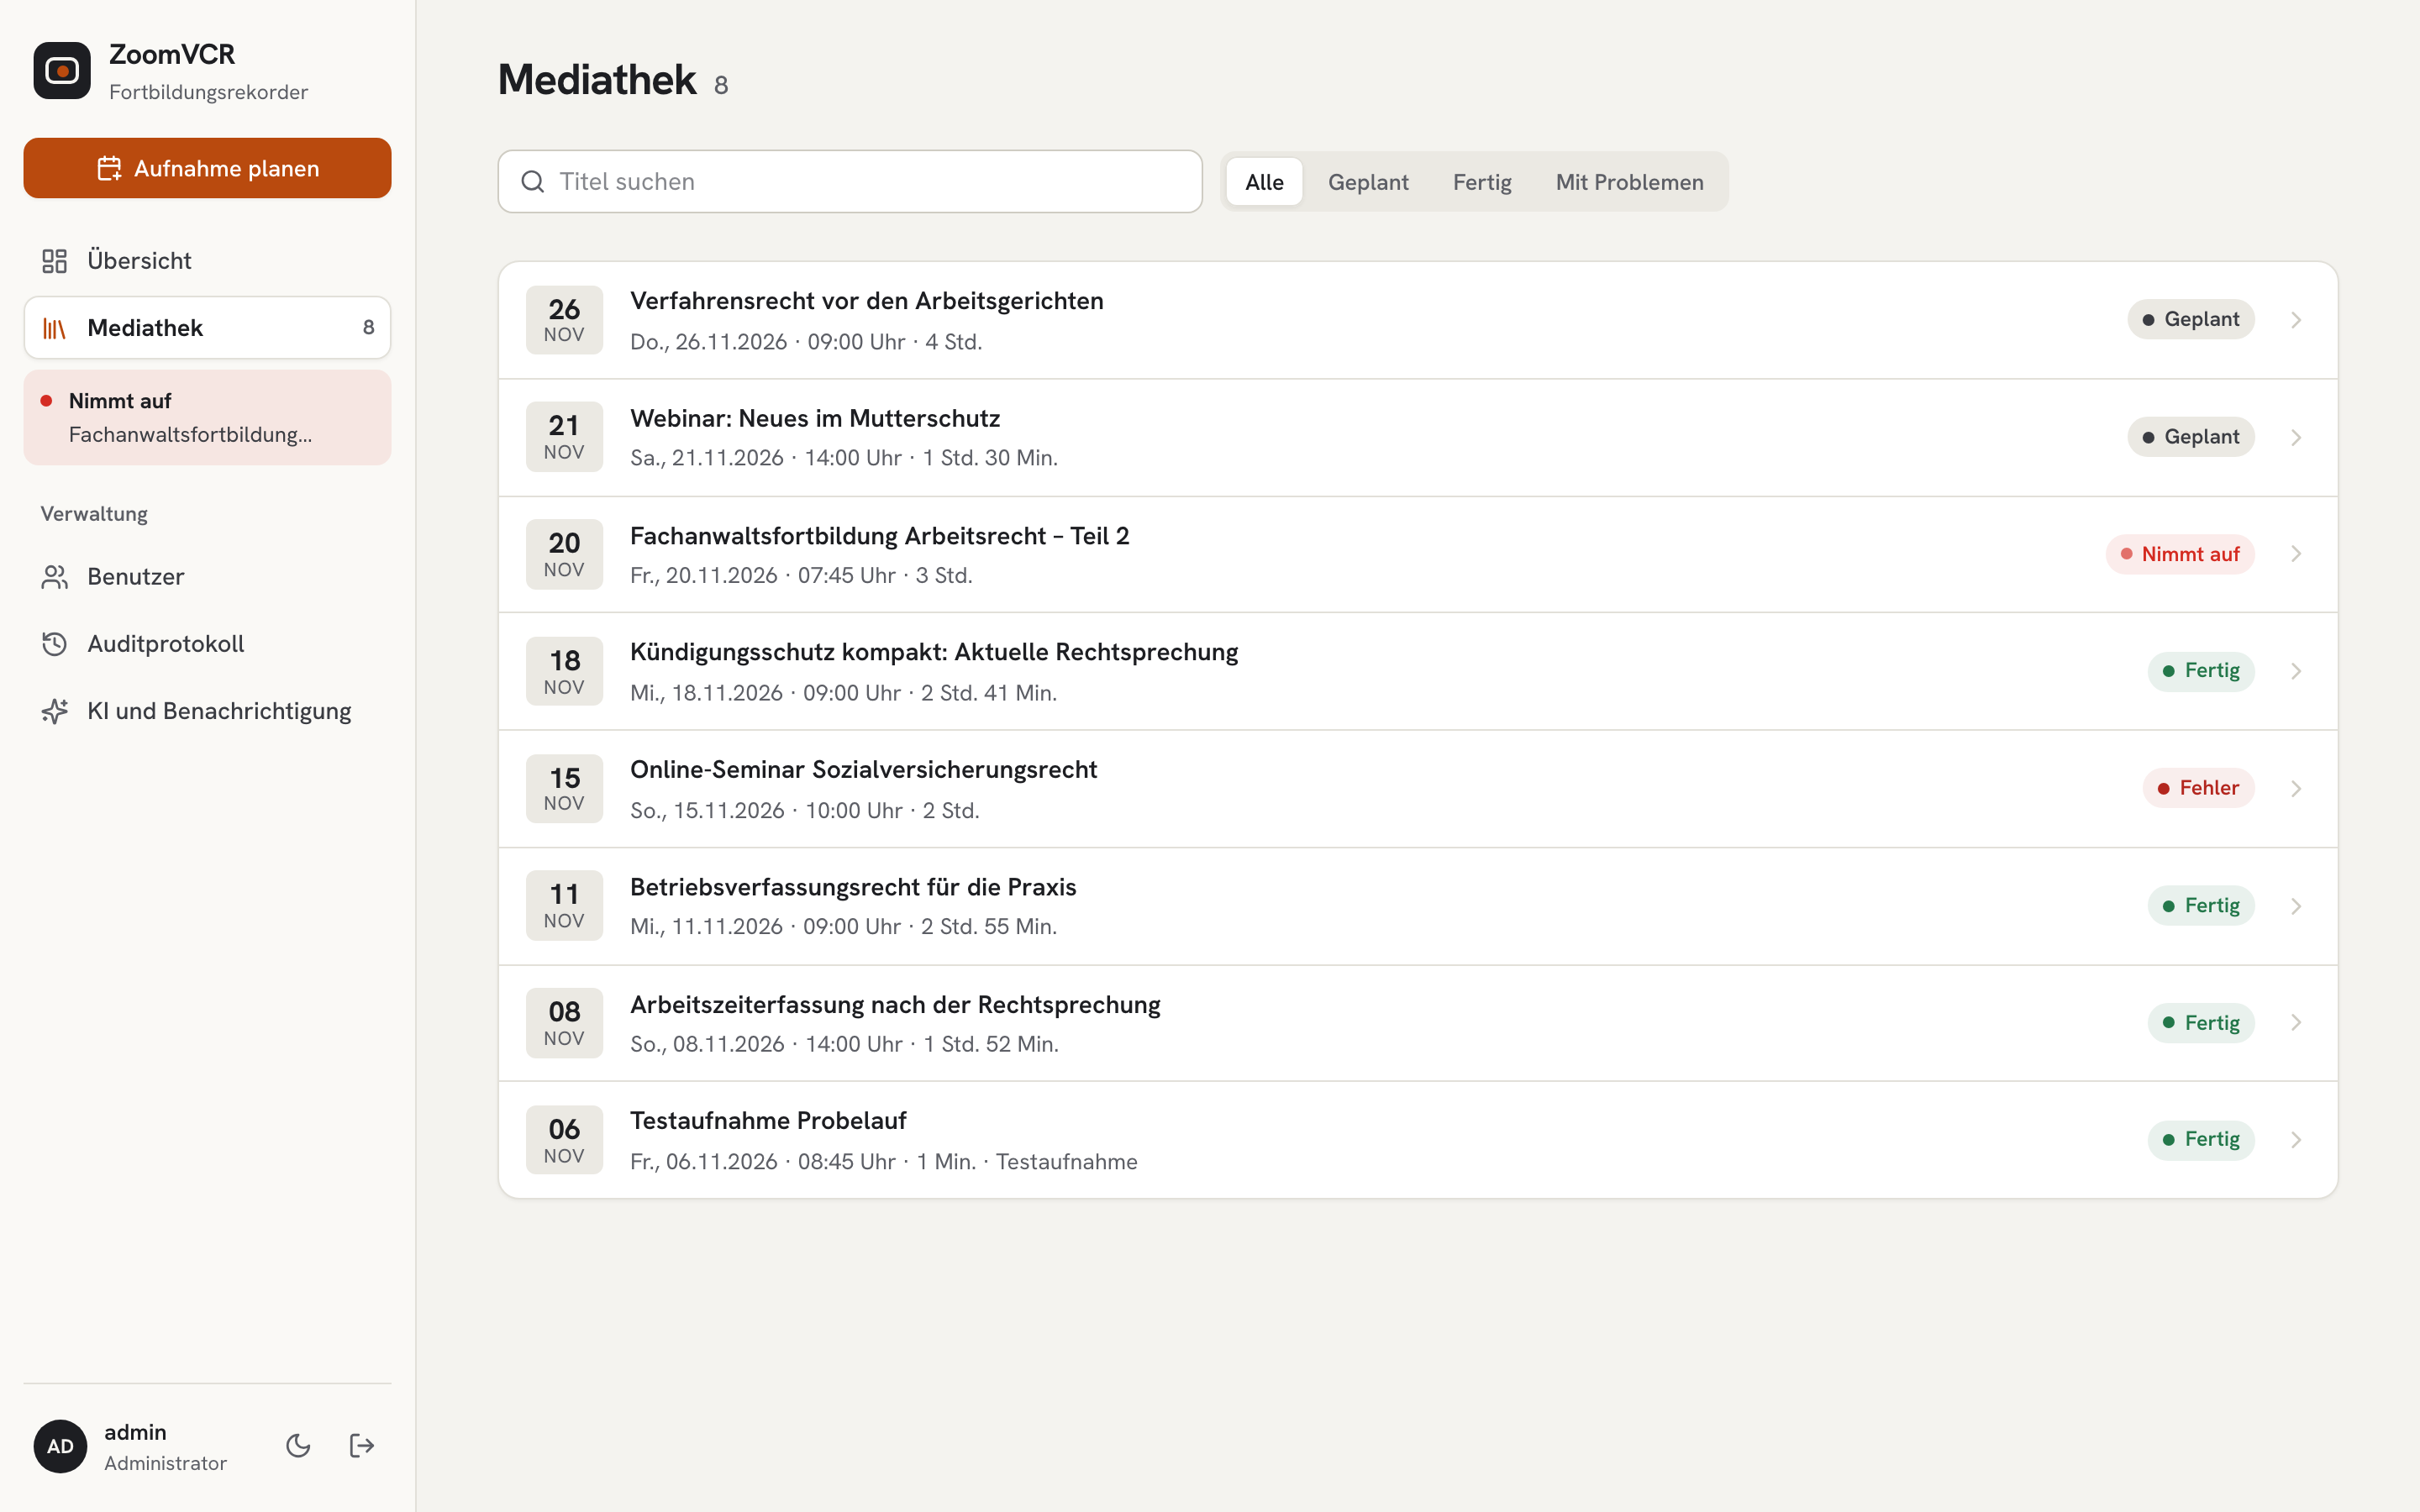 ZoomVCR
Fortbildungsrekorder
Aufnahme planen
Übersicht
Mediathek 8
Nimmt auf
Fachanwaltsfortbildung...
Verwaltung
Benutzer
Auditprotokoll
KI und Benachrichtigung
AD
admin
Administrator
Mediathek 8
Titel suchen
Alle Geplant Fertig Mit Problemen
26
NOV
Verfahrensrecht vor den Arbeitsgerichten
Do., 26.11.2026 · 09:00 Uhr · 4 Std.
Geplant
21
NOV
Webinar: Neues im Mutterschutz
Sa., 21.11.2026 · 14:00 Uhr · 1 Std. 30 Min.
Geplant
20
NOV
Fachanwaltsfortbildung Arbeitsrecht – Teil 2
Fr., 20.11.2026 · 07:45 Uhr · 3 Std.
Nimmt auf
18
NOV
Kündigungsschutz kompakt: Aktuelle Rechtsprechung
Mi., 18.11.2026 · 09:00 Uhr · 2 Std. 41 Min.
Fertig
15
NOV
Online-Seminar Sozialversicherungsrecht
So., 15.11.2026 · 10:00 Uhr · 2 Std.
Fehler
11
NOV
Betriebsverfassungsrecht für die Praxis
Mi., 11.11.2026 · 09:00 Uhr · 2 Std. 55 Min.
Fertig
08
NOV
Arbeitszeiterfassung nach der Rechtsprechung
So., 08.11.2026 · 14:00 Uhr · 1 Std. 52 Min.
Fertig
06
NOV
Testaufnahme Probelauf
Fr., 06.11.2026 · 08:45 Uhr · 1 Min. · Testaufnahme
Fertig